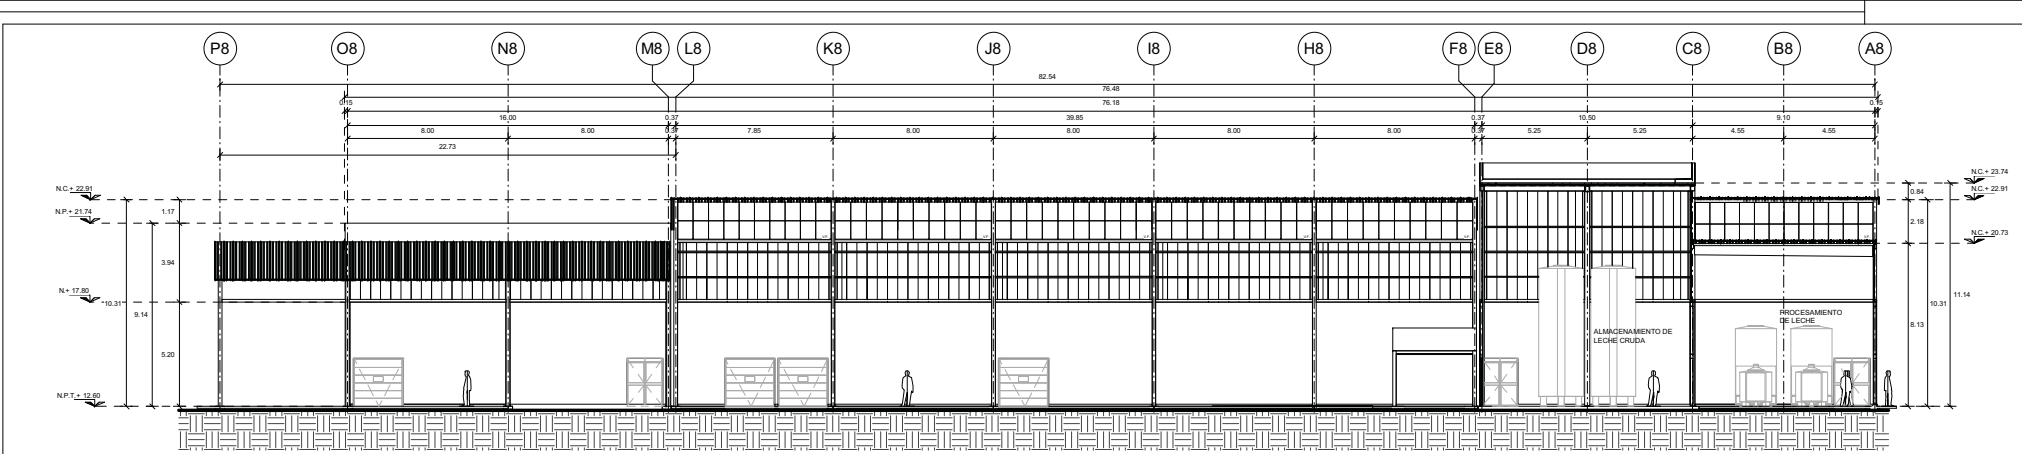 P8 O8 N8 M8 L8 K8 J8 I8 H8 F8 E8 D8 C8 B8 A8
82.54
76.48
0.15 76.18 0.15
16.00 0.37 39.85 0.37 10.50 9.10
8.00 8.00 0.37 7.85 8.00 8.00 8.00 8.00 0.37 5.25 5.25 4.55 4.55
22.73
N.C.+ 22.91
N.P.+ 21.74
N.+ 17.80
N.P.T.+ 12.60
1.17
3.94
5.20
10.31
9.14
N.C.+ 23.74
N.C.+ 22.91
N.C.+ 20.73
0.84
2.18
8.13
10.31
11.14
ALMACENAMIENTO DE
LECHE CRUDA
PROCESAMIENTO
DE LECHE